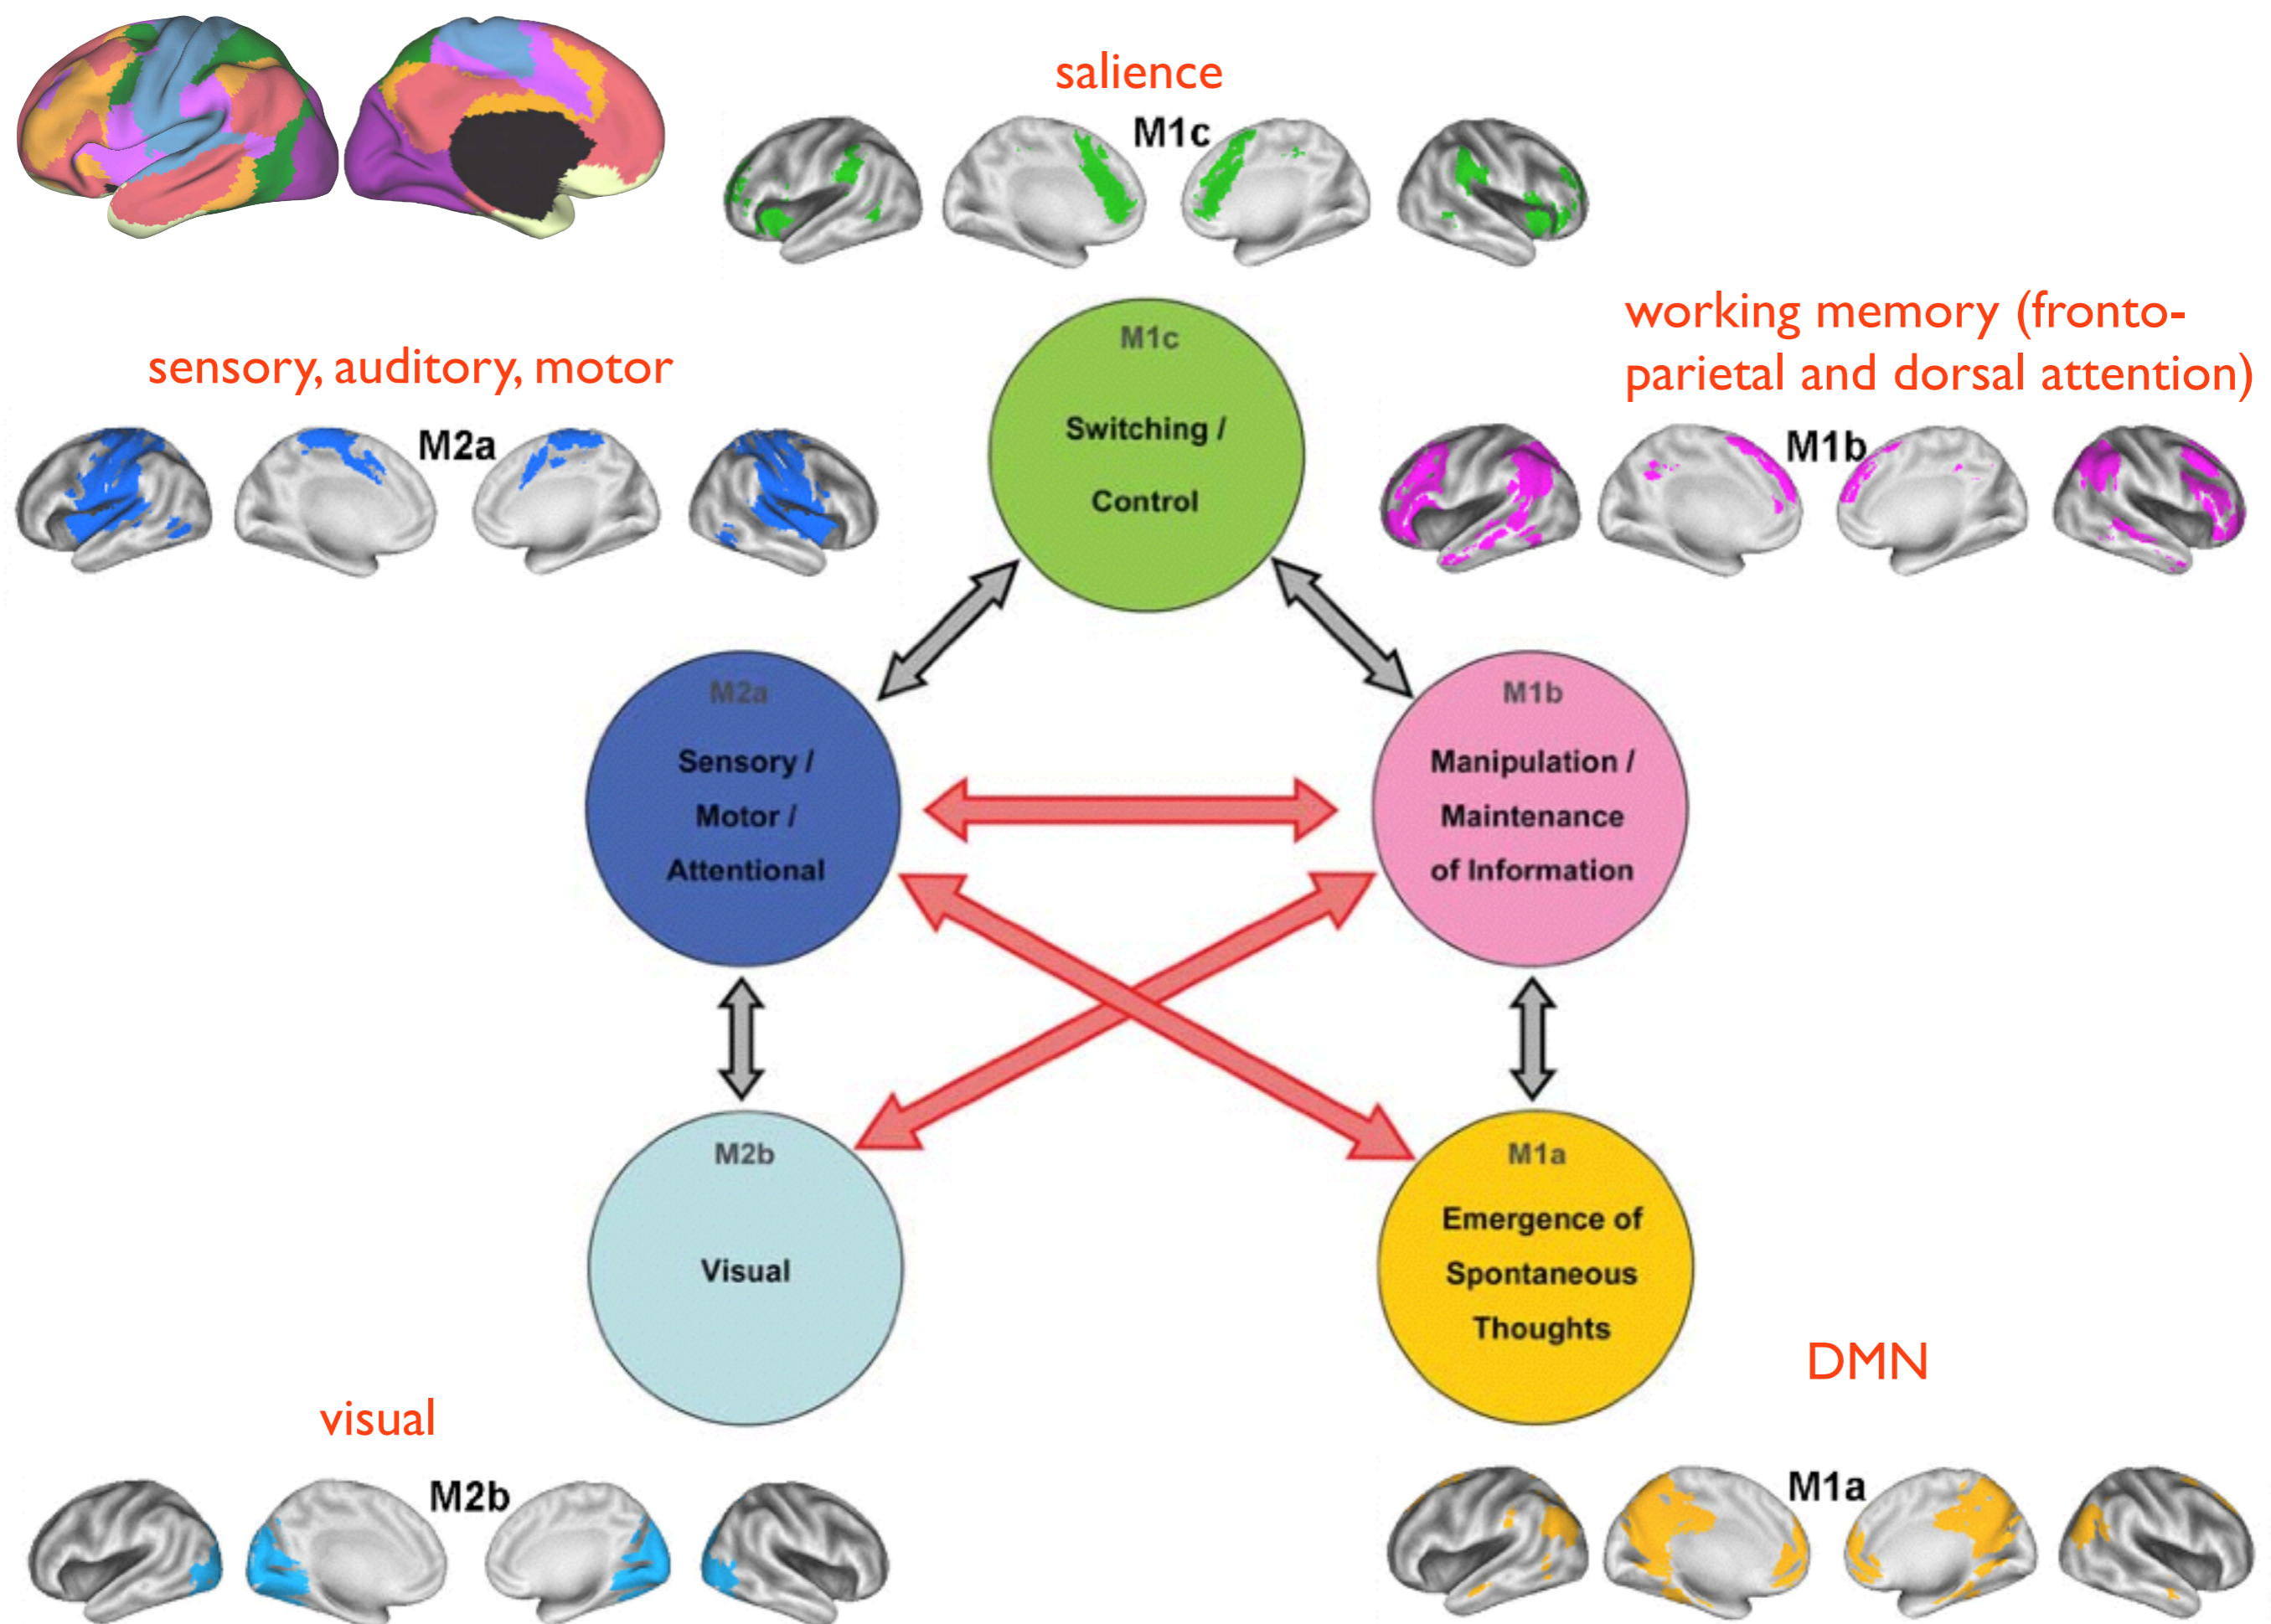 salience
M1c
working memory (fronto-
parietal and dorsal attention)
sensory, auditory, motor
M2a
M1b
M1c
Switching /
Control
M2a
Sensory /
Motor /
Attentional
M1b
Manipulation /
Maintenance
of Information
M2b
Visual
M1a
Emergence of
Spontaneous
Thoughts
DMN
visual
M2b
M1a